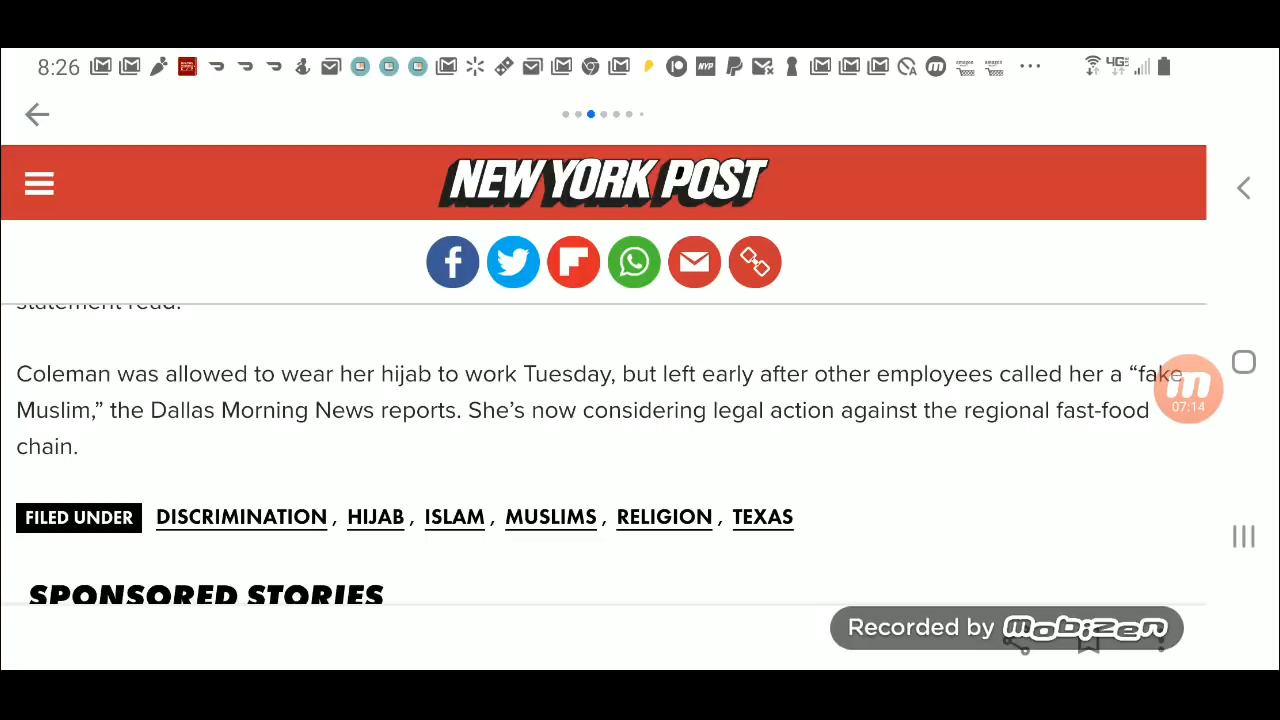 8:26
NYP
4G
NEW YORK POST
statement read.
Coleman was allowed to wear her hijab to work Tuesday, but left early after other employees called her a “fake
Muslim,” the Dallas Morning News reports. She’s now considering legal action against the regional fast-food
07:14
chain.
FILED UNDER DISCRIMINATION , HIJAB , ISLAM , MUSLIMS , RELIGION , TEXAS
SPONSORED STORIES
Recorded by mobizen